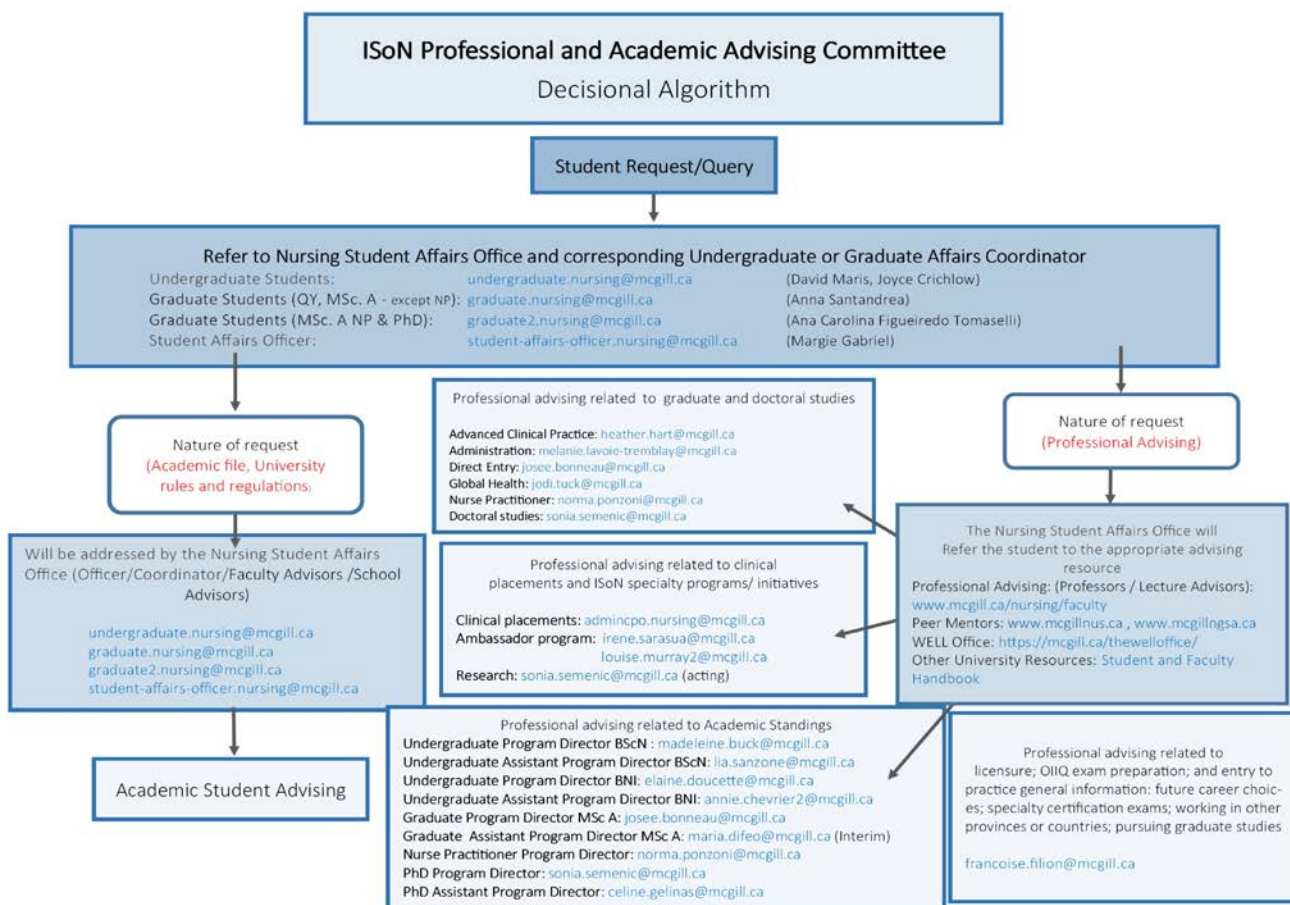 ISoN Professional and Academic Advising Committee
Decisional Algorithm
Student Request/Query
Refer to Nursing Student Affairs Office and corresponding Undergraduate or Graduate Affairs Coordinator
Undergraduate Students: undergraduate.nursing@mcgill.ca (David Maris, Joyce Crichlow)
Graduate Students (QY, MSc. A - except NP): graduate.nursing@mcgill.ca (Anna Santandrea)
Graduate Students (MSc. A NP & PhD): graduate2.nursing@mcgill.ca (Ana Carolina Figueiredo Tomaselli)
Student Affairs Officer: student-affairs-officer.nursing@mcgill.ca (Margie Gabriel)
Nature of request
(Academic file, University
rules and regulations)
Will be addressed by the Nursing Student Affairs
Office (Officer/Coordinator/Faculty Advisors /School
Advisors)
undergraduate.nursing@mcgill.ca
graduate.nursing@mcgill.ca
graduate2.nursing@mcgill.ca
student-affairs-officer.nursing@mcgill.ca
Academic Student Advising
Professional advising related to graduate and doctoral studies
Advanced Clinical Practice: heather.hart@mcgill.ca
Administration: melanie.lavoie-tremblay@mcgill.ca
Direct Entry: josee.bonneau@mcgill.ca
Global Health: jodi.tuck@mcgill.ca
Nurse Practitioner: norma.ponzoni@mcgill.ca
Doctoral studies: sonia.semenic@mcgill.ca
Professional advising related to clinical
placements and ISoN specialty programs/ initiatives
Clinical placements: admincpo.nursing@mcgill.ca
Ambassador program: irene.sarasua@mcgill.ca
louise.murray2@mcgill.ca
Research: sonia.semenic@mcgill.ca (acting)
Professional advising related to Academic Standings
Undergraduate Program Director BScN : madeleine.buck@mcgill.ca
Undergraduate Assistant Program Director BScN: lia.sanzone@mcgill.ca
Undergraduate Program Director BNI: elaine.doucette@mcgill.ca
Undergraduate Assistant Program Director BNI: annie.chevrier2@mcgill.ca
Graduate Program Director MSc A: josee.bonneau@mcgill.ca
Graduate Assistant Program Director MSc A: maria.difeo@mcgill.ca (Interim)
Nurse Practitioner Program Director: norma.ponzoni@mcgill.ca
PhD Program Director: sonia.semenic@mcgill.ca
PhD Assistant Program Director: celine.gelinas@mcgill.ca
Nature of request
(Professional Advising)
The Nursing Student Affairs Office will
Refer the student to the appropriate advising
resource
Professional Advising: (Professors / Lecture Advisors):
www.mcgill.ca/nursing/faculty
Peer Mentors: www.mcgillnus.ca , www.mcgillngsa.ca
WELL Office: https://mcgill.ca/thewelloffice/
Other University Resources: Student and Faculty
Handbook
Professional advising related to
licensure; OIIQ exam preparation; and entry to
practice general information: future career choic-
es; specialty certification exams; working in other
provinces or countries; pursuing graduate studies
francoise.filion@mcgill.ca